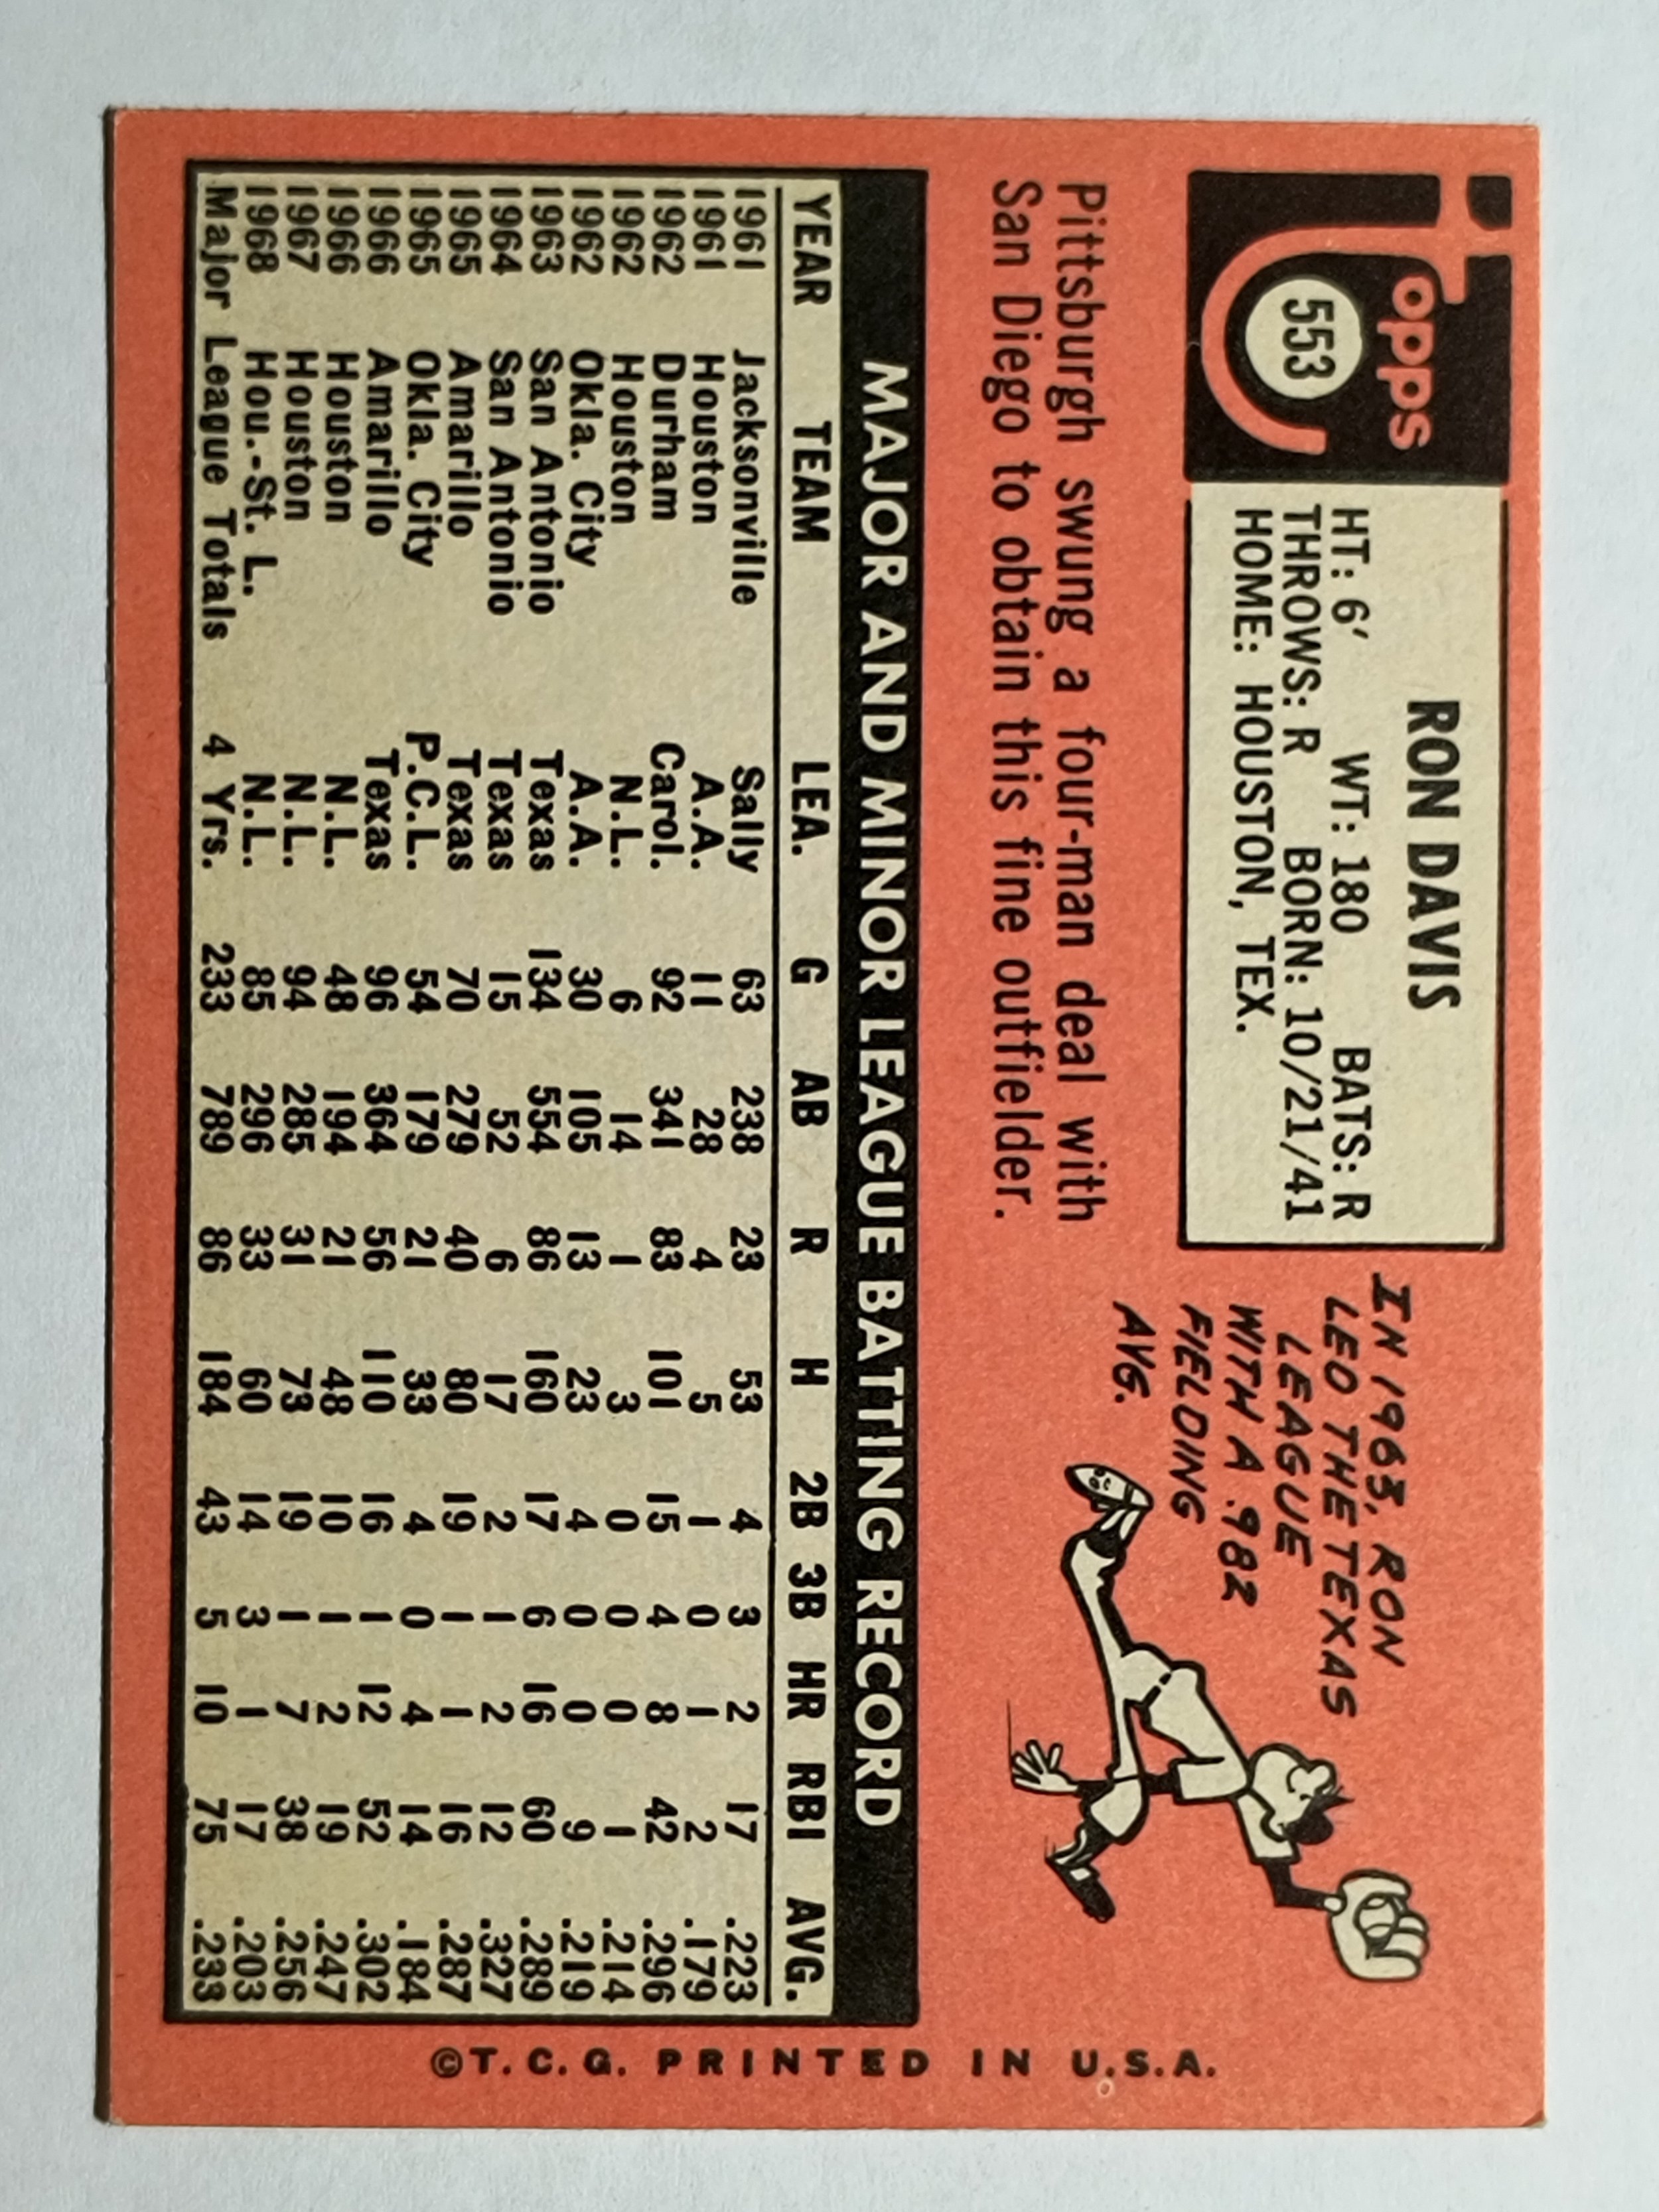 Topps
553
RON DAVIS
HT: 6' WT: 180 BATS: R
THROWS: R BORN: 10/21/41
HOME: HOUSTON, TEX.
Pittsburgh swung a four-man deal with
San Diego to obtain this fine outfielder.
IN 1963, RON
LED THE TEXAS
LEAGUE
WITH A .982
FIELDING
AVG.
MAJOR AND MINOR LEAGUE BATTING RECORD
YEAR TEAM LEA. G AB R H 2B 3B HR RBI AVG.
1961 Jacksonville Sally 63 238 23 53 4 3 2 17 .223
1961 Houston A.A. 11 28 4 5 1 0 1 2 .179
1962 Durham Carol. 92 341 83 101 15 4 8 42 .296
1962 Houston N.L. 6 14 1 3 0 0 0 1 .214
1962 Okla. City A.A. 30 105 13 23 4 0 0 9 .219
1963 San Antonio Texas 134 554 86 160 17 6 16 60 .289
1964 San Antonio Texas 15 52 6 17 2 1 2 12 .327
1965 Amarillo Texas 70 279 40 80 19 1 1 16 .287
1965 Okla. City P.C.L. 54 179 21 33 4 0 4 14 .184
1966 Amarillo Texas 96 364 56 110 16 1 12 52 .302
1966 Houston N.L. 48 194 21 48 10 1 2 19 .247
1967 Houston N.L. 94 285 31 73 19 1 7 38 .256
1968 Hou.-St. L. N.L. 85 296 33 60 14 3 1 17 .203
Major League Totals 4 Yrs. 233 789 86 184 43 5 10 75 .233
©T.C.G. PRINTED IN U.S.A.